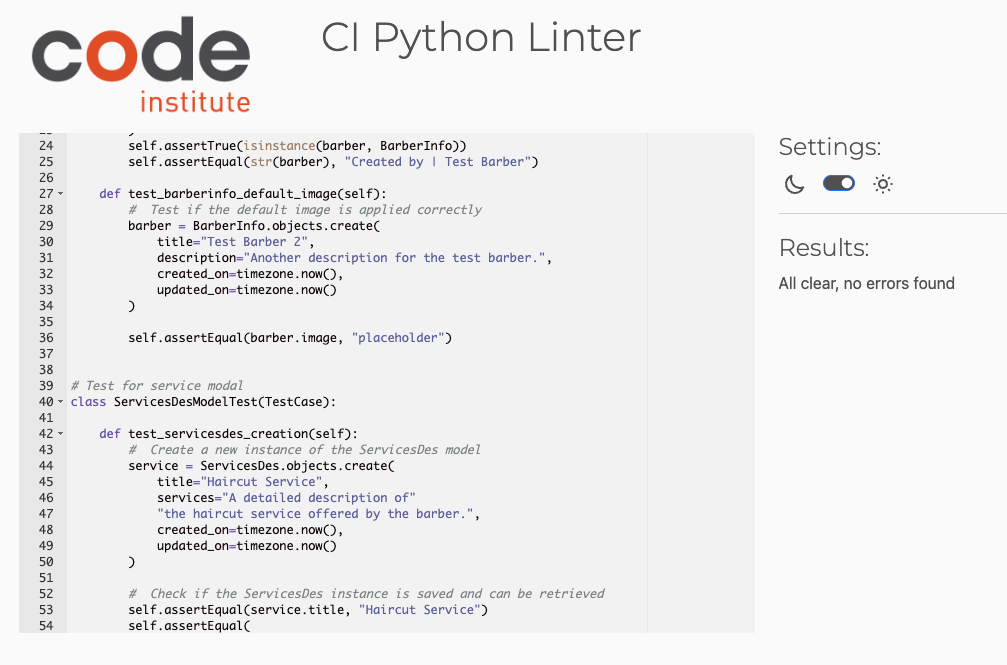 code
institute
CI Python Linter
24 self.assertTrue(isinstance(barber, BarberInfo))
25 self.assertEqual(str(barber), "Created by | Test Barber")
26
27 def test_barberinfo_default_image(self):
28 #  Test if the default image is applied correctly
29 barber = BarberInfo.objects.create(
30 title="Test Barber 2",
31 description="Another description for the test barber.",
32 created_on=timezone.now(),
33 updated_on=timezone.now()
34 )
35
36 self.assertEqual(barber.image, "placeholder")
37
38
39 # Test for service modal
40 class ServicesDesModelTest(TestCase):
41
42 def test_servicesdes_creation(self):
43 #  Create a new instance of the ServicesDes model
44 service = ServicesDes.objects.create(
45 title="Haircut Service",
46 services="A detailed description of"
47 "the haircut service offered by the barber.",
48 created_on=timezone.now(),
49 updated_on=timezone.now()
50 )
51
52 #  Check if the ServicesDes instance is saved and can be retrieved
53 self.assertEqual(service.title, "Haircut Service")
54 self.assertEqual(
Settings:
Results:
All clear, no errors found